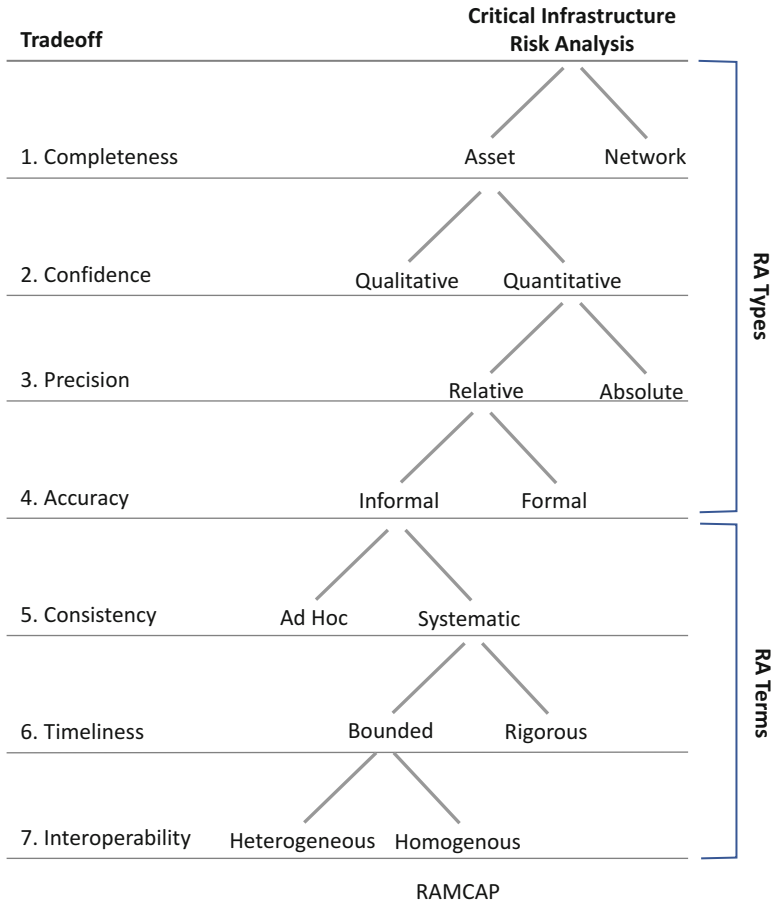 Tradeoff
Critical Infrastructure
Risk Analysis
1. Completeness
Asset
Network
2. Confidence
Qualitative
Quantitative
3. Precision
Relative
Absolute
4. Accuracy
Informal
Formal
RA Types
5. Consistency
Ad Hoc
Systematic
6. Timeliness
Bounded
Rigorous
7. Interoperability
Heterogeneous
Homogenous
RA Terms
RAMCAP